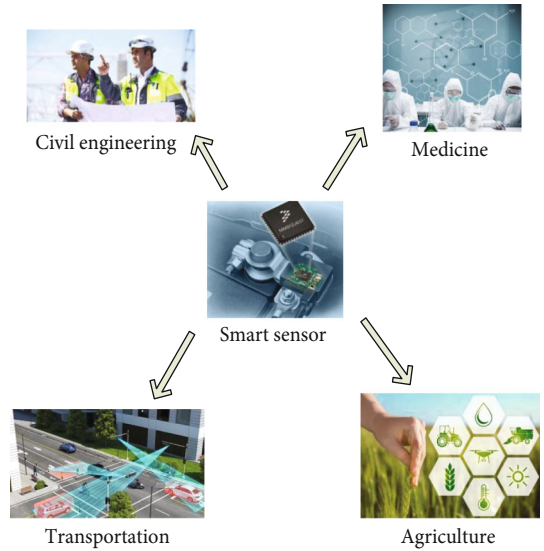 Civil engineering
Medicine
Smart sensor
Transportation
Agriculture